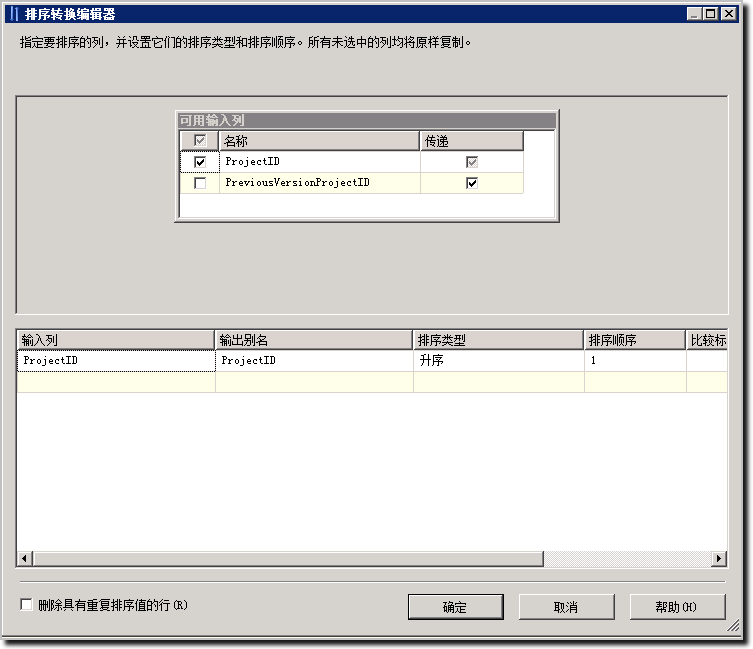 排序转换编辑器
指定要排序的列，并设置它们的排序类型和排序顺序。所有未选中的列均将原样复制。
可用输入列
名称 传递
ProjectID
PreviousVersionProjectID
输入列 输出别名 排序类型 排序顺序 比较标
ProjectID ProjectID 升序 1
删除具有重复排序值的行(R)
确定 取消 帮助(H)